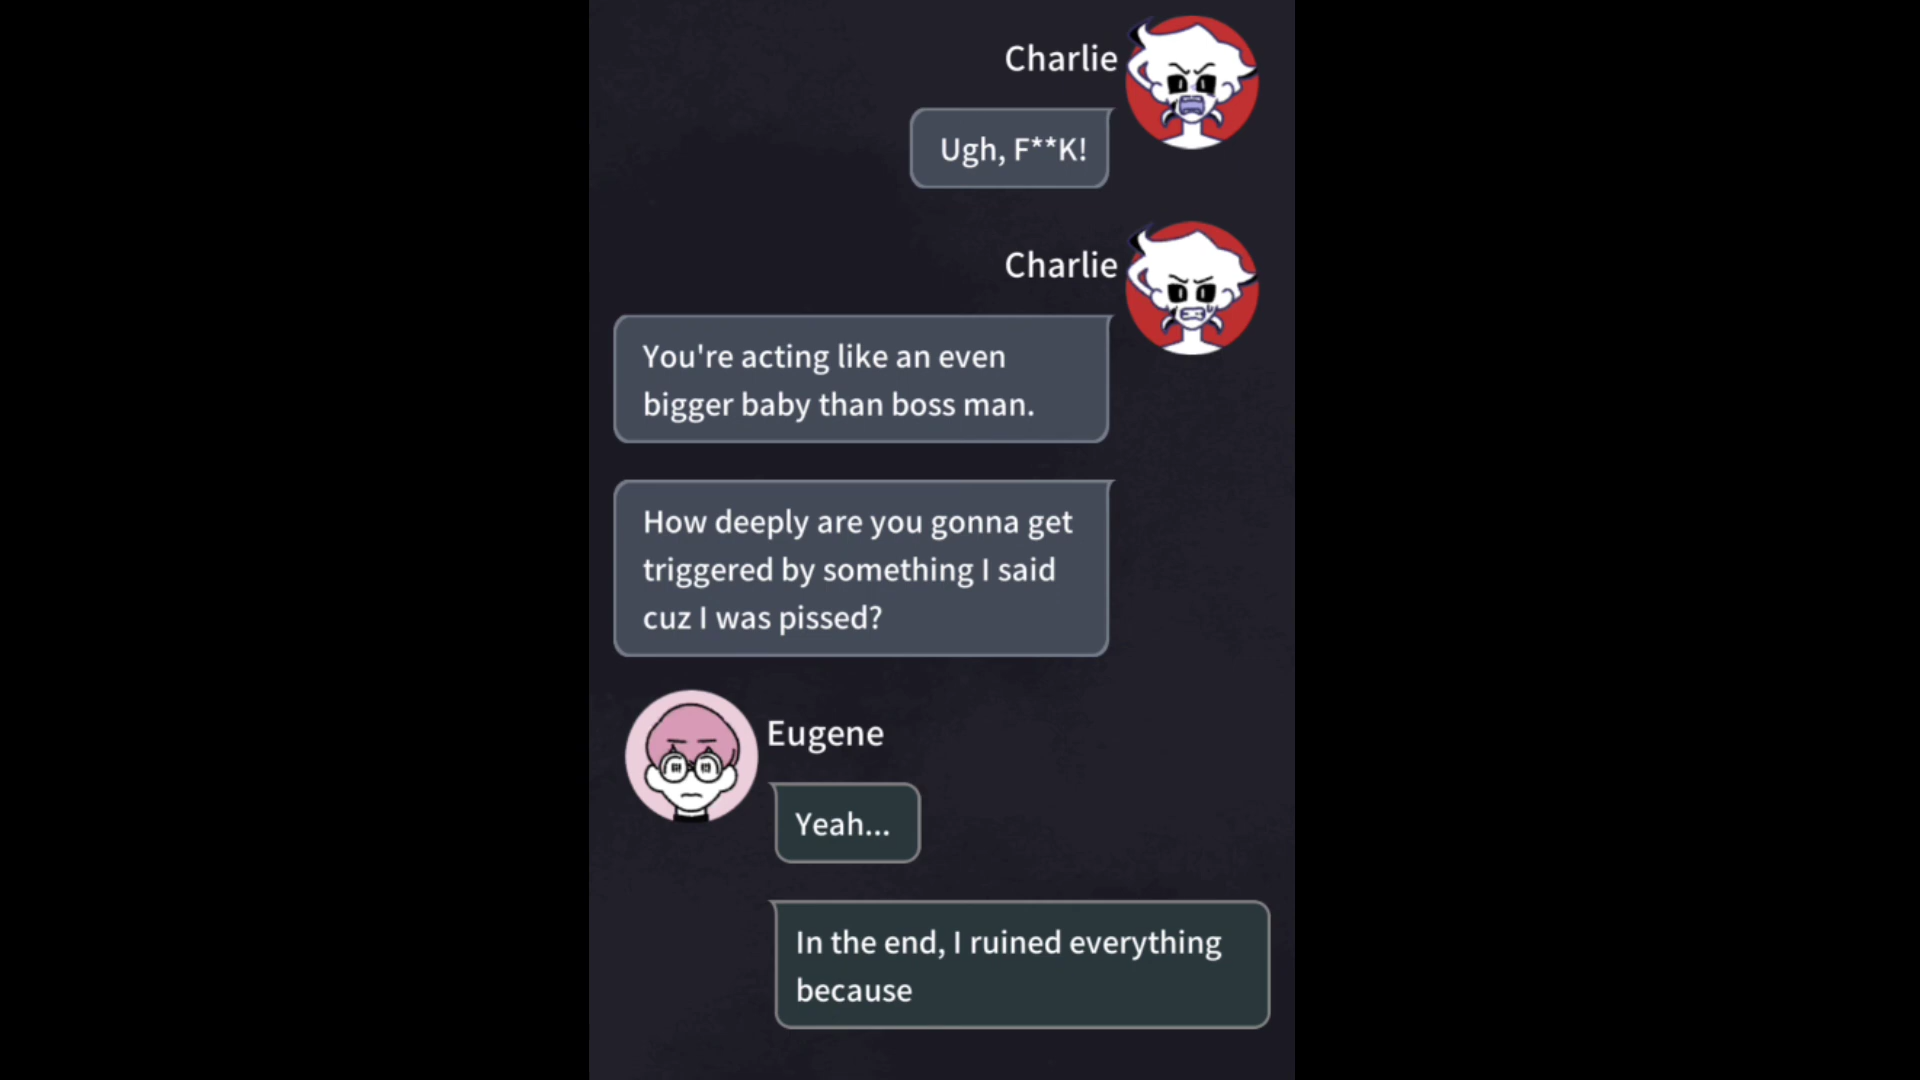 Charlie
Ugh, F**K!
Charlie
You're acting like an even
bigger baby than boss man.
How deeply are you gonna get
triggered by something I said
cuz I was pissed?
Eugene
Yeah...
In the end, I ruined everything
because